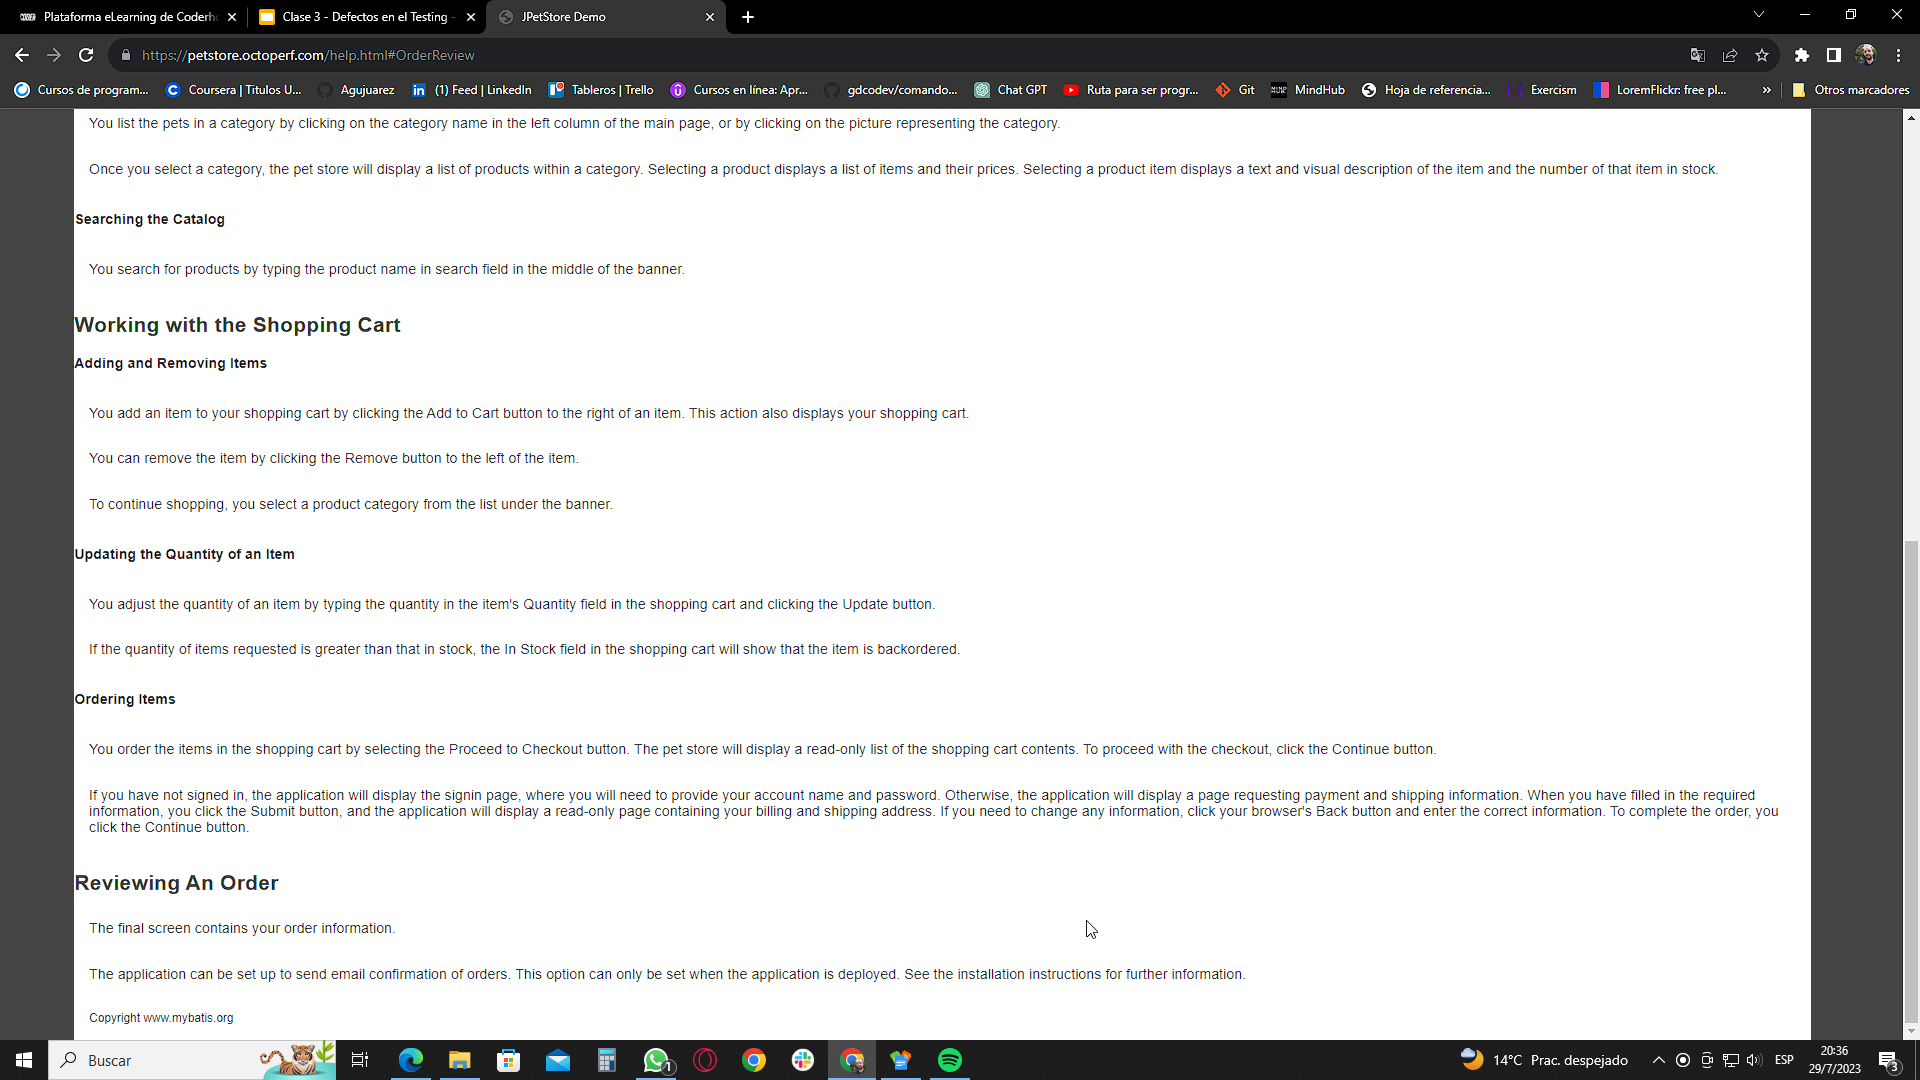 Plataforma eLearning de Coderh
Clase 3 - Defectos en el Testing -
JPetStore Demo
https://petstore.octoperf.com/help.html#OrderReview
Cursos de program...
Coursera | Titulos U...
Agujuarez
(1) Feed | LinkedIn
Tableros | Trello
Cursos en línea: Apr...
gdcodev/comando...
Chat GPT
Ruta para ser progr...
Git
MindHub
Hoja de referencia...
Exercism
LoremFlickr: free pl...
»
Otros marcadores
You list the pets in a category by clicking on the category name in the left column of the main page, or by clicking on the picture representing the category.
Once you select a category, the pet store will display a list of products within a category. Selecting a product displays a list of items and their prices. Selecting a product item displays a text and visual description of the item and the number of that item in stock.
Searching the Catalog
You search for products by typing the product name in search field in the middle of the banner.
Working with the Shopping Cart
Adding and Removing Items
You add an item to your shopping cart by clicking the Add to Cart button to the right of an item. This action also displays your shopping cart.
You can remove the item by clicking the Remove button to the left of the item.
To continue shopping, you select a product category from the list under the banner.
Updating the Quantity of an Item
You adjust the quantity of an item by typing the quantity in the item's Quantity field in the shopping cart and clicking the Update button.
If the quantity of items requested is greater than that in stock, the In Stock field in the shopping cart will show that the item is backordered.
Ordering Items
You order the items in the shopping cart by selecting the Proceed to Checkout button. The pet store will display a read-only list of the shopping cart contents. To proceed with the checkout, click the Continue button.
If you have not signed in, the application will display the signin page, where you will need to provide your account name and password. Otherwise, the application will display a page requesting payment and shipping information. When you have filled in the required
information, you click the Submit button, and the application will display a read-only page containing your billing and shipping address. If you need to change any information, click your browser's Back button and enter the correct information. To complete the order, you
click the Continue button.
Reviewing An Order
The final screen contains your order information.
The application can be set up to send email confirmation of orders. This option can only be set when the application is deployed. See the installation instructions for further information.
Copyright www.mybatis.org
Buscar
1
14°C Prac. despejado
ESP
20:36
29/7/2023
3